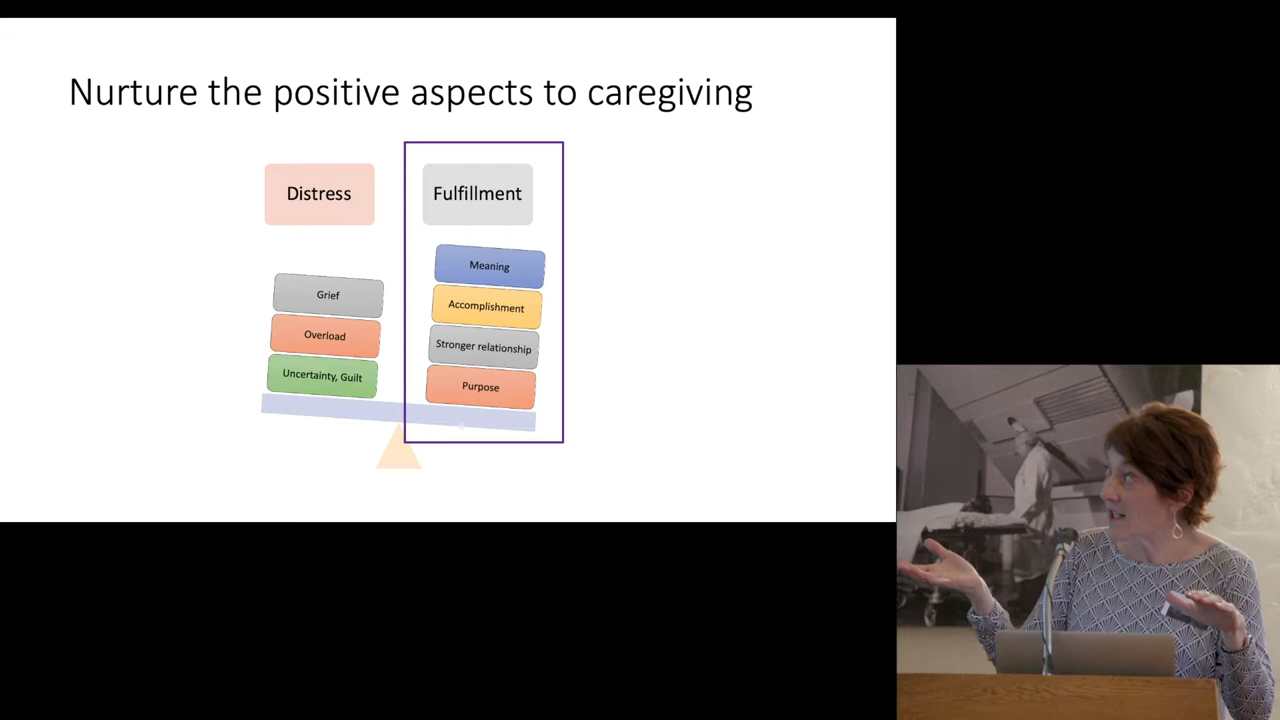 Nurture the positive aspects to caregiving
Distress
Fulfillment
Grief
Overload
Uncertainty, Guilt
Meaning
Accomplishment
Stronger relationship
Purpose